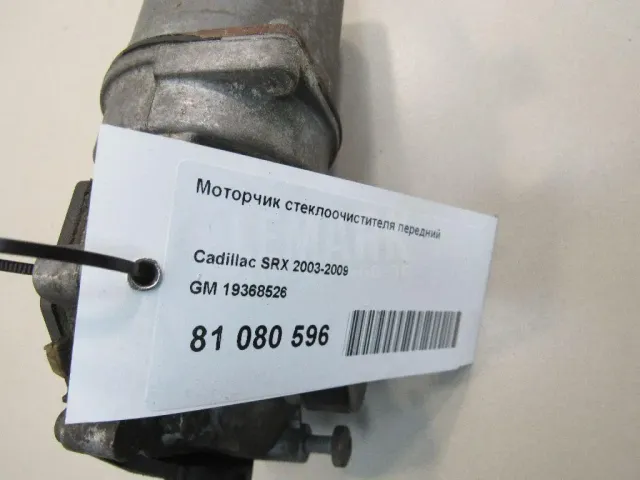 Моторчик стеклоочистителя передний
Cadillac SRX 2003-2009
GM 19368526
81 080 596